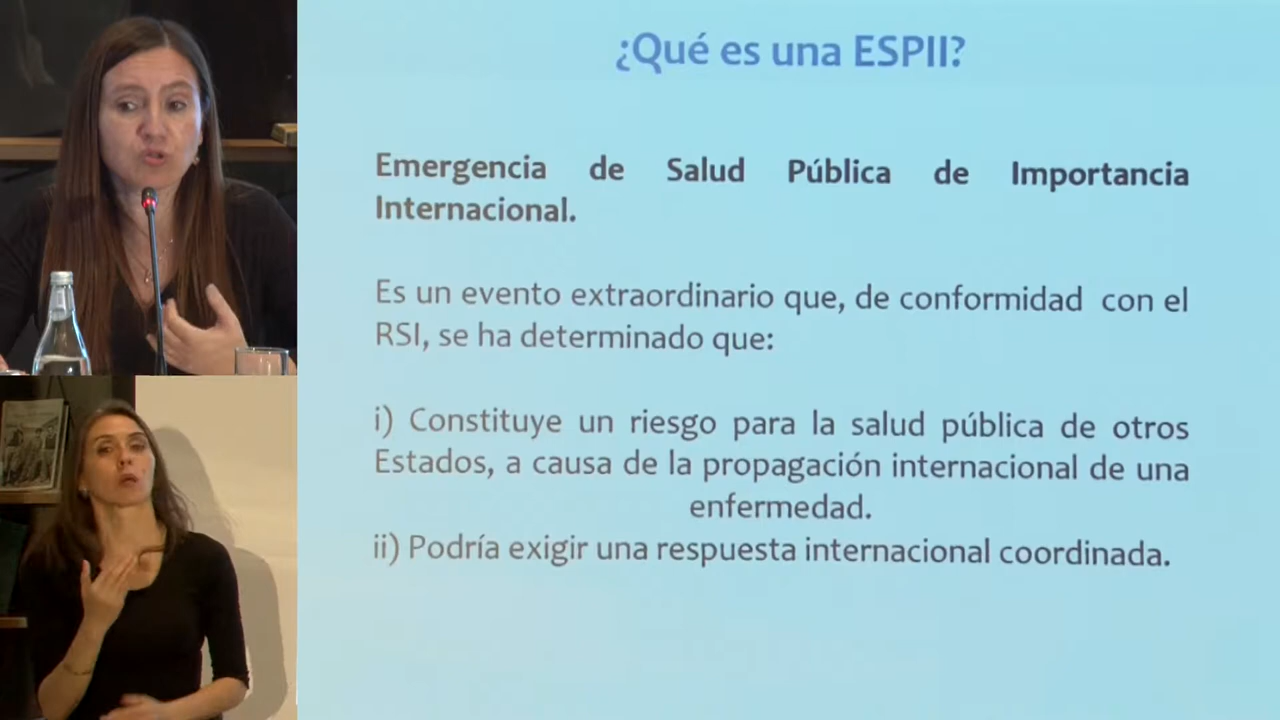 ¿Qué es una ESPII?
Emergencia de Salud Pública de Importancia
Internacional.
Es un evento extraordinario que, de conformidad con el
RSI, se ha determinado que:
i) Constituye un riesgo para la salud pública de otros
Estados, a causa de la propagación internacional de una
enfermedad.
ii) Podría exigir una respuesta internacional coordinada.